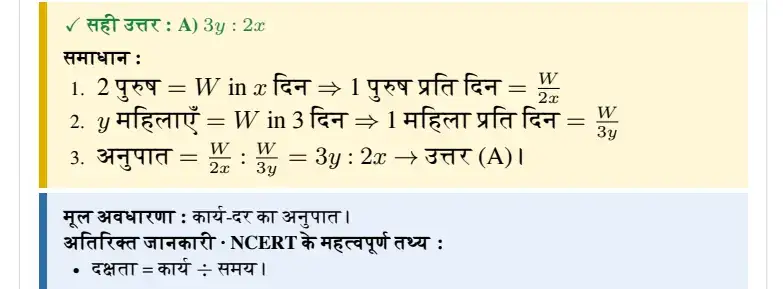 ✓ सही उत्तर : A) 3y : 2x
समाधान :
1. 2 पुरुष = W in x दिन ⇒ 1 पुरुष प्रति दिन = W/2x
2. y महिलाएँ = W in 3 दिन ⇒ 1 महिला प्रति दिन = W/3y
3. अनुपात = W/2x : W/3y = 3y : 2x → उत्तर (A)।
मूल अवधारणा : कार्य-दर का अनुपात।
अतिरिक्त जानकारी · NCERT के महत्वपूर्ण तथ्य :
• दक्षता = कार्य ÷ समय।